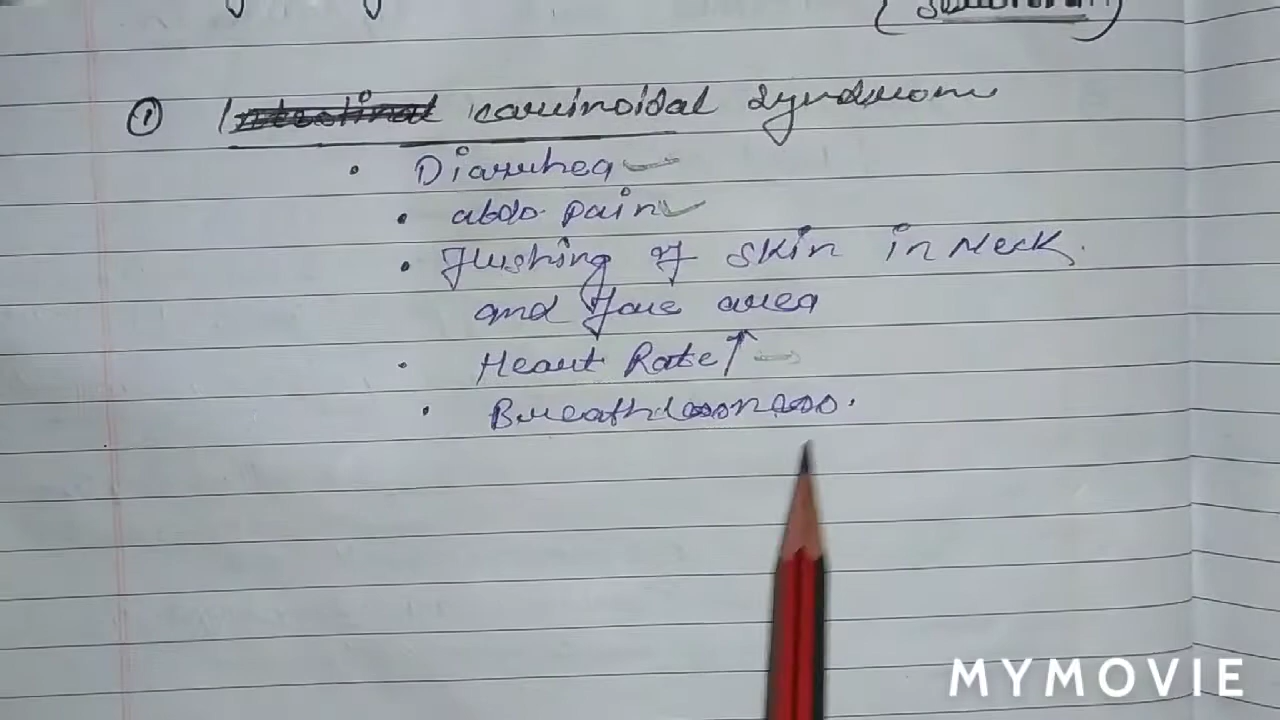 ① carcinoidal syndrome
• Diarrhea
• abdo. pain
• flushing of skin in Neck.
and face area
• Heart Rate ↑
• Breathlessness.
MYMOVIE